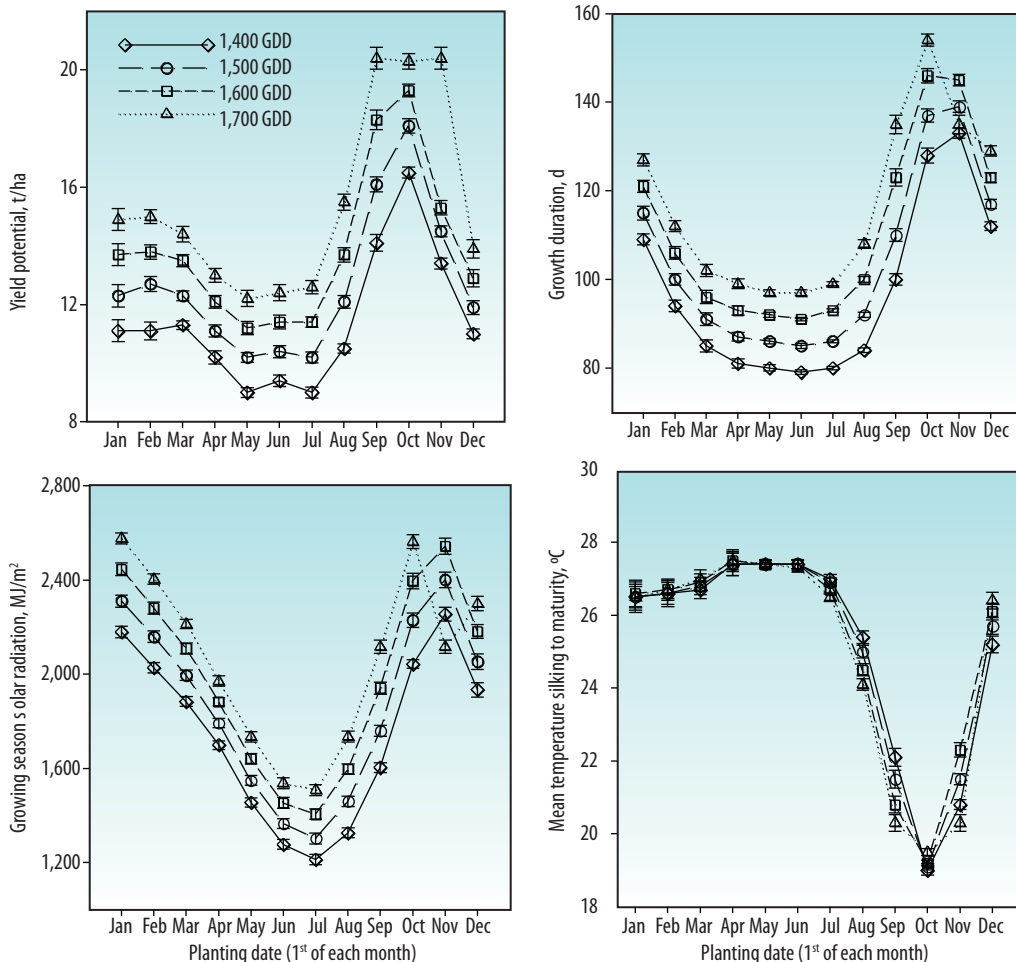 Yield potential, t/ha
20
16
12
8
1,400 GDD
1,500 GDD
1,600 GDD
1,700 GDD
Jan Feb Mar Apr May Jun Jul Aug Sep Oct Nov Dec
Growth duration, d
160
140
120
100
80
Jan Feb Mar Apr May Jun Jul Aug Sep Oct Nov Dec
Growing season s olar radiation, MJ/m²
2,800
2,400
2,000
1,600
1,200
Jan Feb Mar Apr May Jun Jul Aug Sep Oct Nov Dec
Planting date (1st of each month)
Mean temperature silking to maturity, ºC
30
28
26
24
22
20
18
Jan Feb Mar Apr May Jun Jul Aug Sep Oct Nov Dec
Planting date (1st of each month)